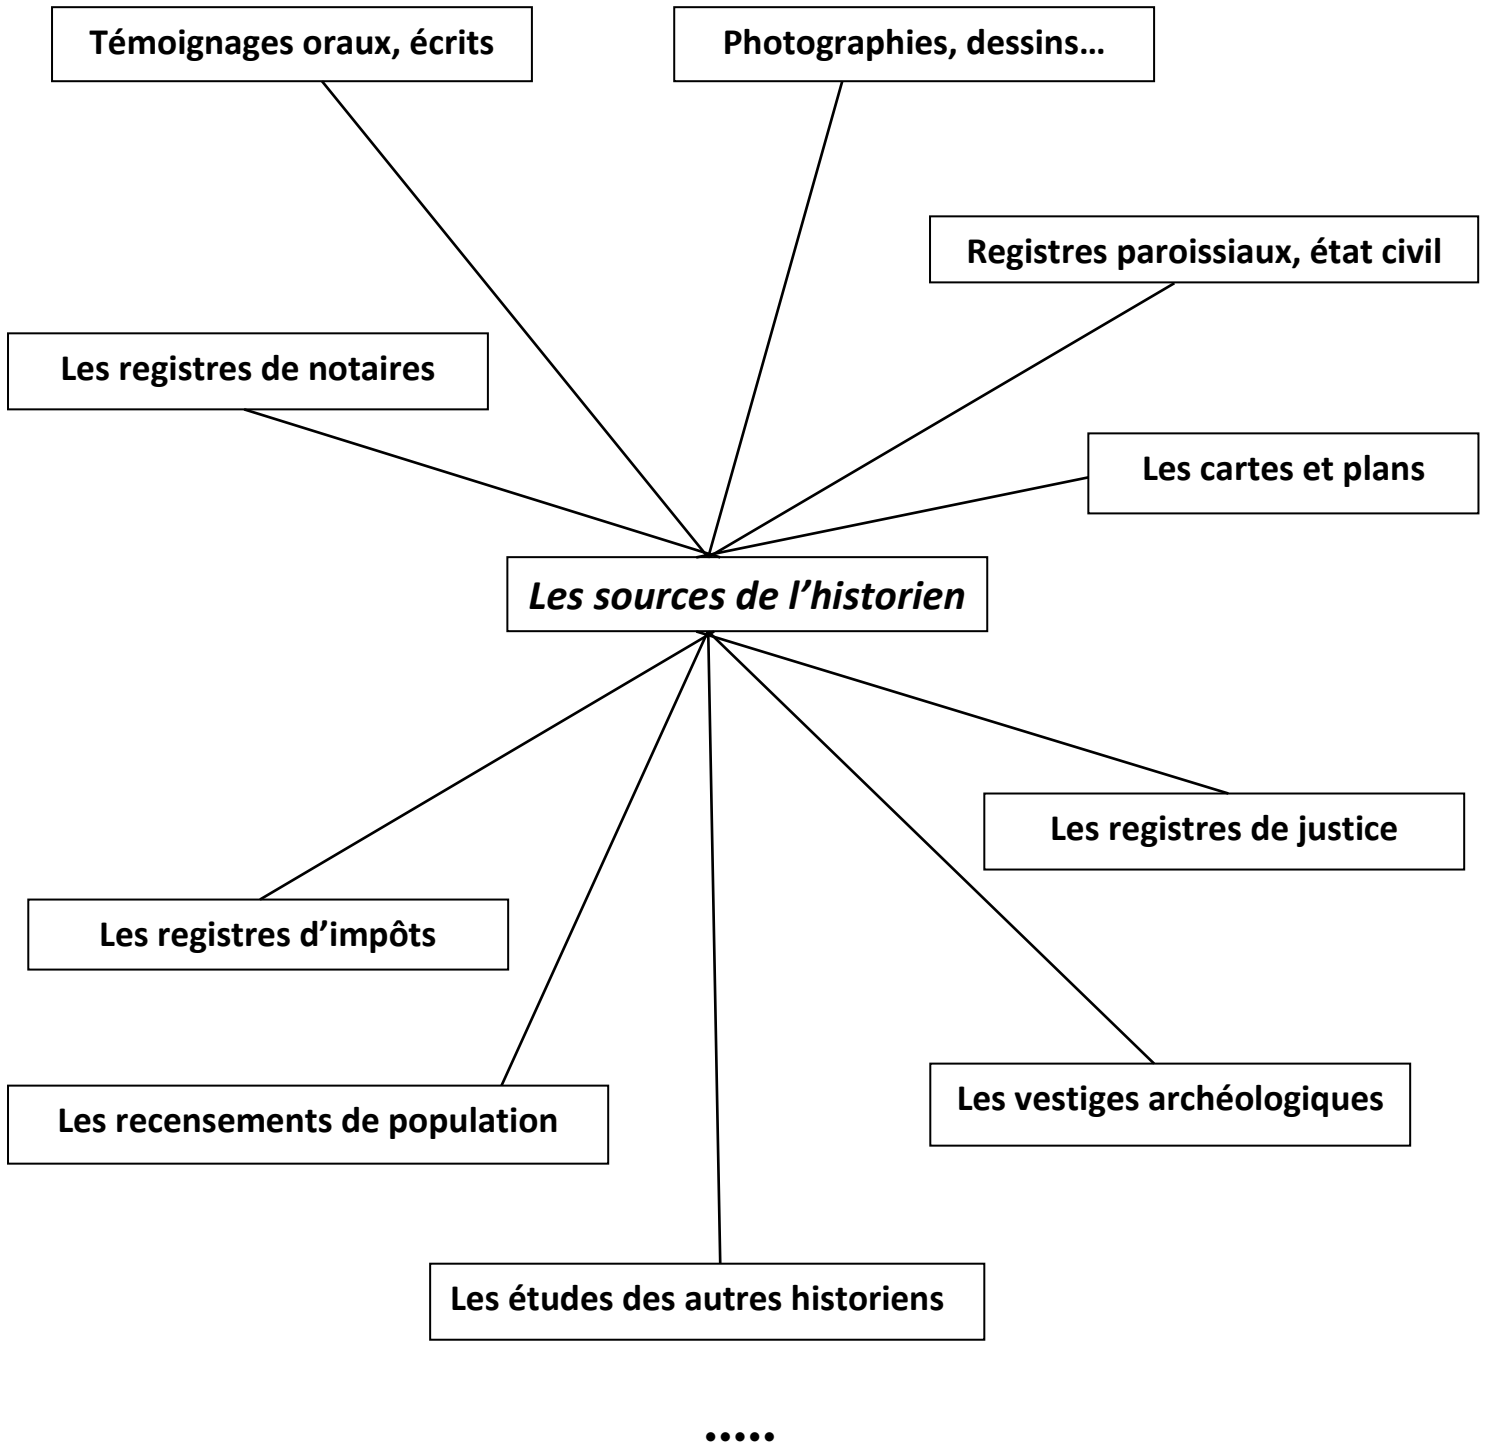 Témoignages oraux, écrits
Photographies, dessins…
Registres paroissiaux, état civil
Les registres de notaires
Les cartes et plans
Les sources de l’historien
Les registres de justice
Les registres d’impôts
Les vestiges archéologiques
Les recensements de population
Les études des autres historiens
…..